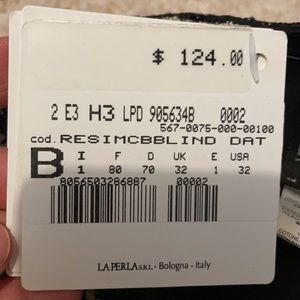 $ 124.00
2 E3 H3 LPD 905634B 0002
567-0075-000-00100
cod. RESIMCBBLIND DAT
B I F D UK E USA
1 80 70 32 1 32
8056503286887 00002
LA PERLA S.R.L. - Bologna - Italy